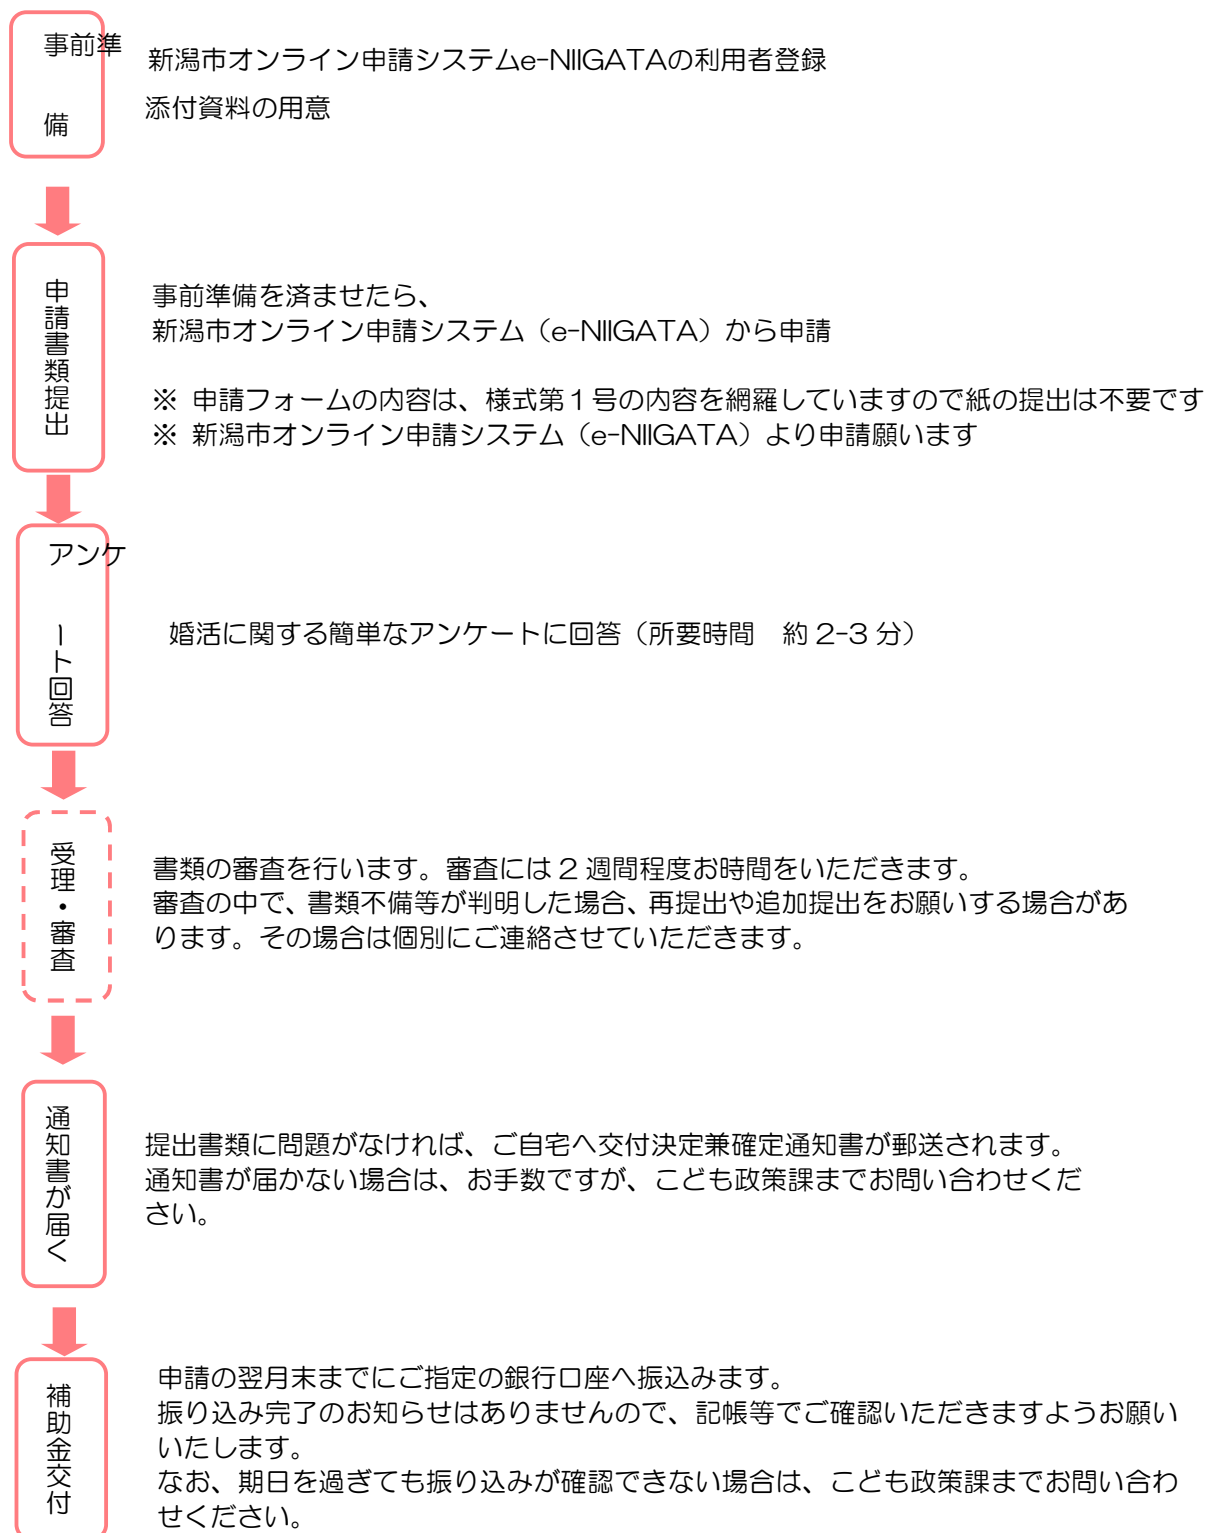 事前準
備
新潟市オンライン申請システムe-NIIGATAの利用者登録
添付資料の用意
申請書類提出
事前準備を済ませたら、
新潟市オンライン申請システム（e-NIIGATA）から申請
※ 申請フォームの内容は、様式第１号の内容を網羅していますので紙の提出は不要です
※ 新潟市オンライン申請システム（e-NIIGATA）より申請願います
アンケ
ート回答
婚活に関する簡単なアンケートに回答（所要時間　約 2-3 分）
受理・審査
書類の審査を行います。審査には 2 週間程度お時間をいただきます。
審査の中で、書類不備等が判明した場合、再提出や追加提出をお願いする場合があ
ります。その場合は個別にご連絡させていただきます。
通知書が届く
提出書類に問題がなければ、ご自宅へ交付決定兼確定通知書が郵送されます。
通知書が届かない場合は、お手数ですが、こども政策課までお問い合わせくだ
さい。
補助金交付
申請の翌月末までにご指定の銀行口座へ振込みます。
振り込み完了のお知らせはありませんので、記帳等でご確認いただきますようお願い
いたします。
なお、期日を過ぎても振り込みが確認できない場合は、こども政策課までお問い合わ
せください。